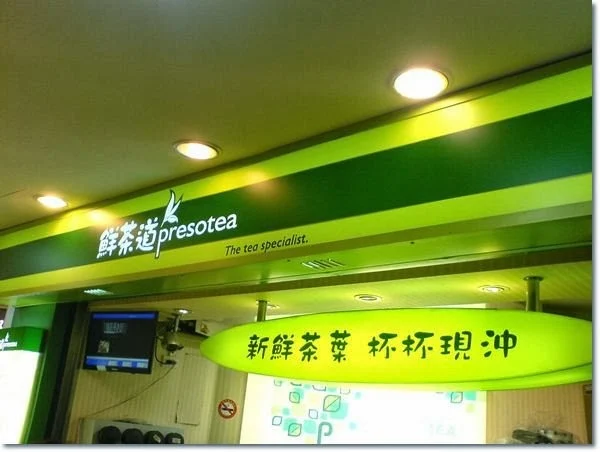 鮮茶道presotea
The tea specialist.
新鮮茶葉 杯杯現沖
p
TEA